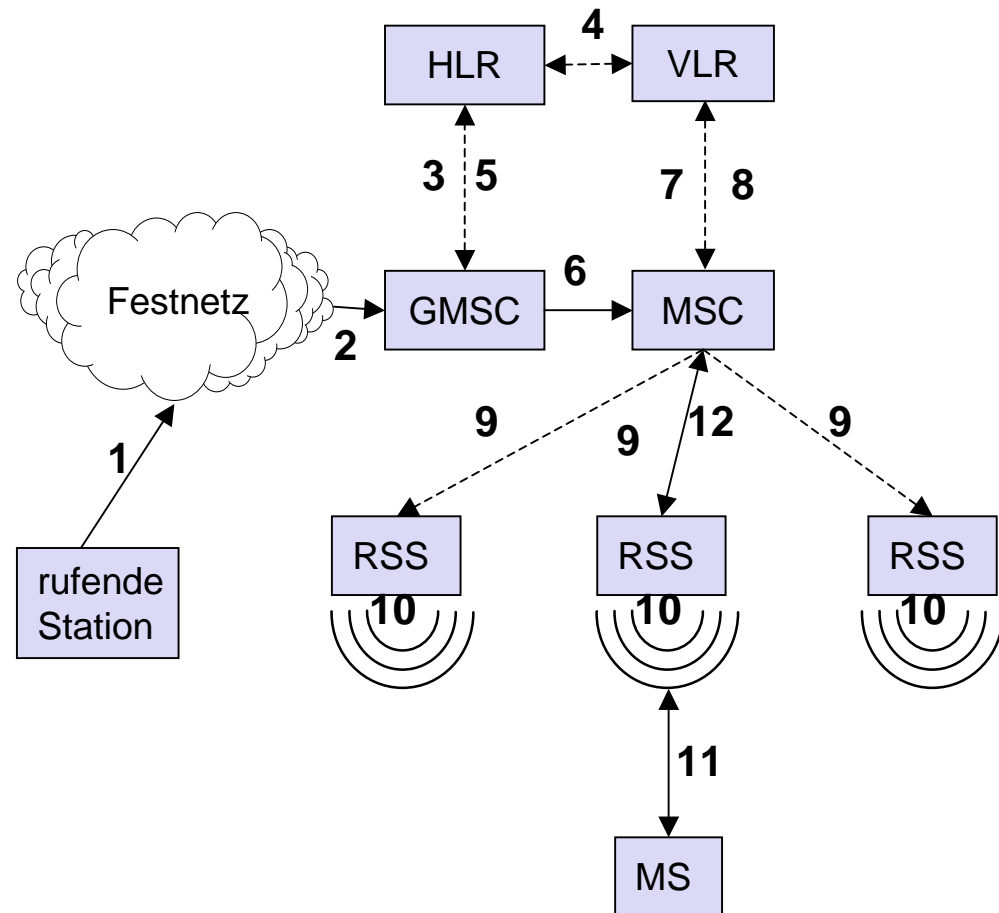 4
HLR
VLR
3
5
7
8
6
Festnetz
GMSC
MSC
2
9
12
9
9
1
RSS
RSS
RSS
rufende
Station
10
10
10
11
MS